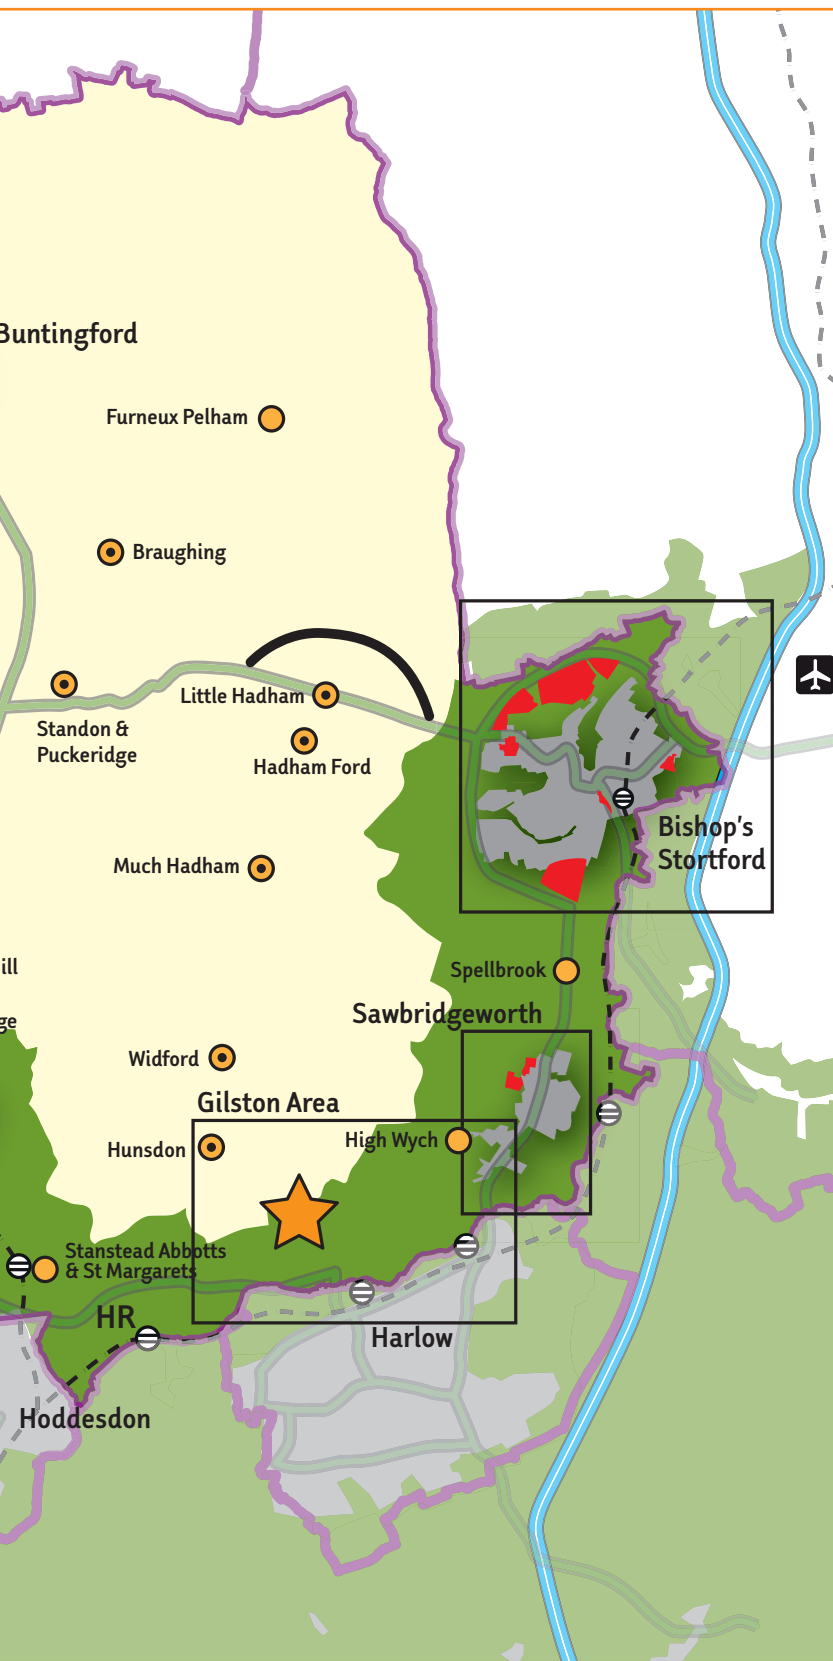 Buntingford
Furneux Pelham
Braughing
Little Hadham
Standon &
Puckeridge
Hadham Ford
Bishop's
Stortford
Much Hadham
ill
Spellbrook
Sawbridgeworth
ge
Widford
Gilston Area
High Wych
Hunsdon
Stanstead Abbotts
& St Margarets
HR
Harlow
Hoddesdon